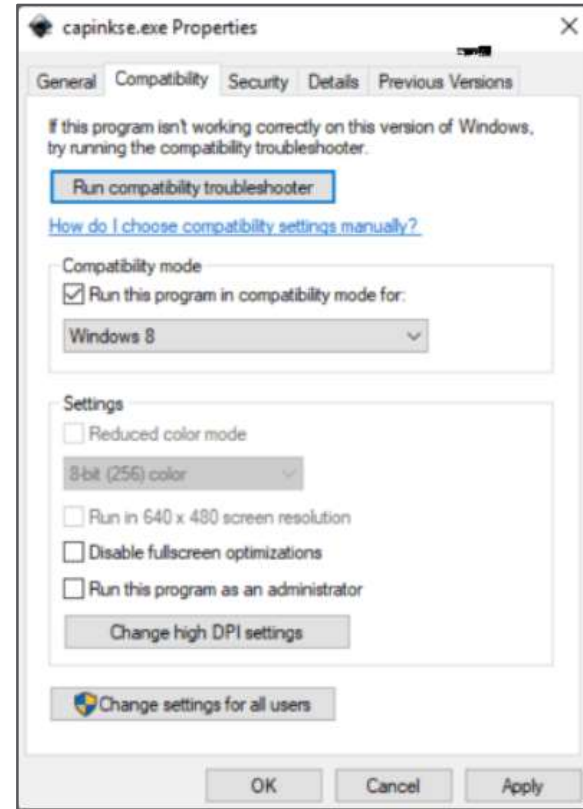 capinkse.exe Properties
General Compatibility Security Details Previous Versions
If this program isn't working correctly on this version of Windows,
try running the compatibility troubleshooter.
Run compatibility troubleshooter
How do I choose compatibility settings manually?
Compatibility mode
Run this program in compatibility mode for:
Windows 8
Settings
Reduced color mode
8-bit (256) color
Run in 640 x 480 screen resolution
Disable fullscreen optimizations
Run this program as an administrator
Change high DPI settings
Change settings for all users
OK Cancel Apply